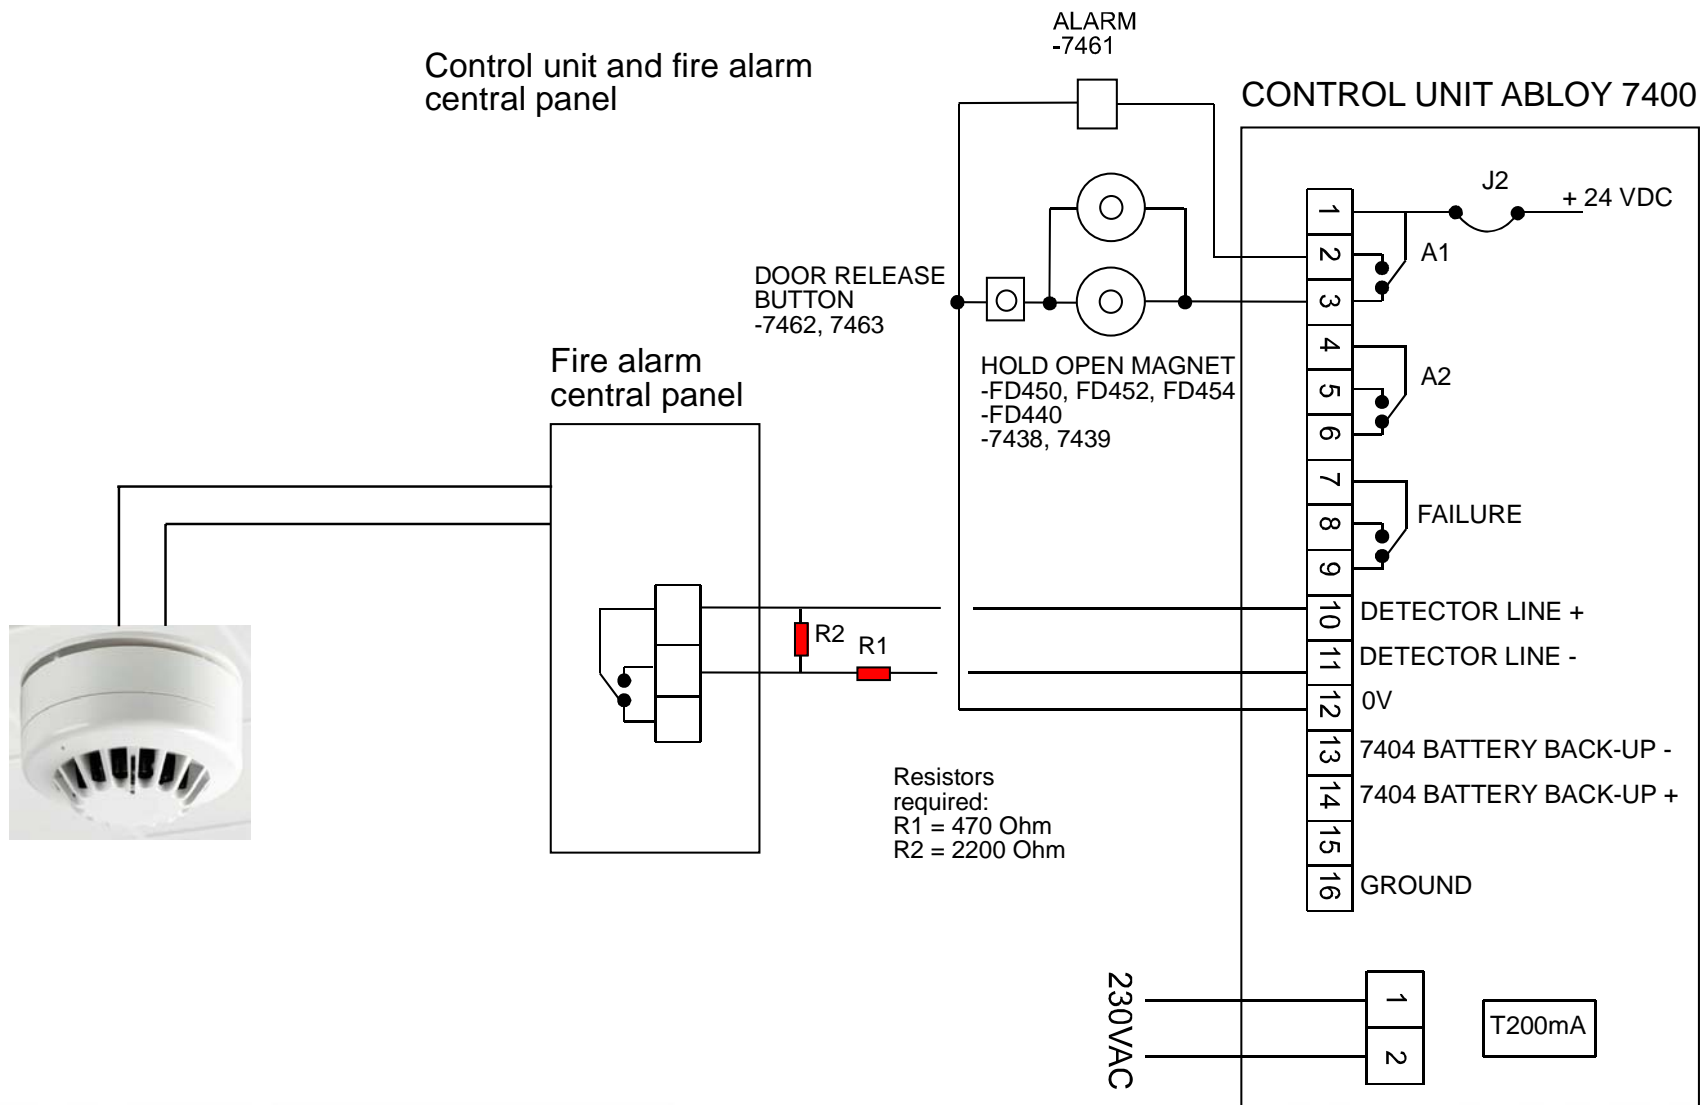 ALARM
-7461
Control unit and fire alarm
central panel
CONTROL UNIT ABLOY 7400
J2
+ 24 VDC
1
2
3
4
5
6
7
8
9
10
11
12
13
14
15
16
A1
A2
FAILURE
DETECTOR LINE +
DETECTOR LINE -
0V
7404 BATTERY BACK-UP -
7404 BATTERY BACK-UP +
GROUND
DOOR RELEASE
BUTTON
-7462, 7463
HOLD OPEN MAGNET
-FD450, FD452, FD454
-FD440
-7438, 7439
Fire alarm
central panel
R2
R1
Resistors
required:
R1 = 470 Ohm
R2 = 2200 Ohm
230VAC
1
2
T200mA